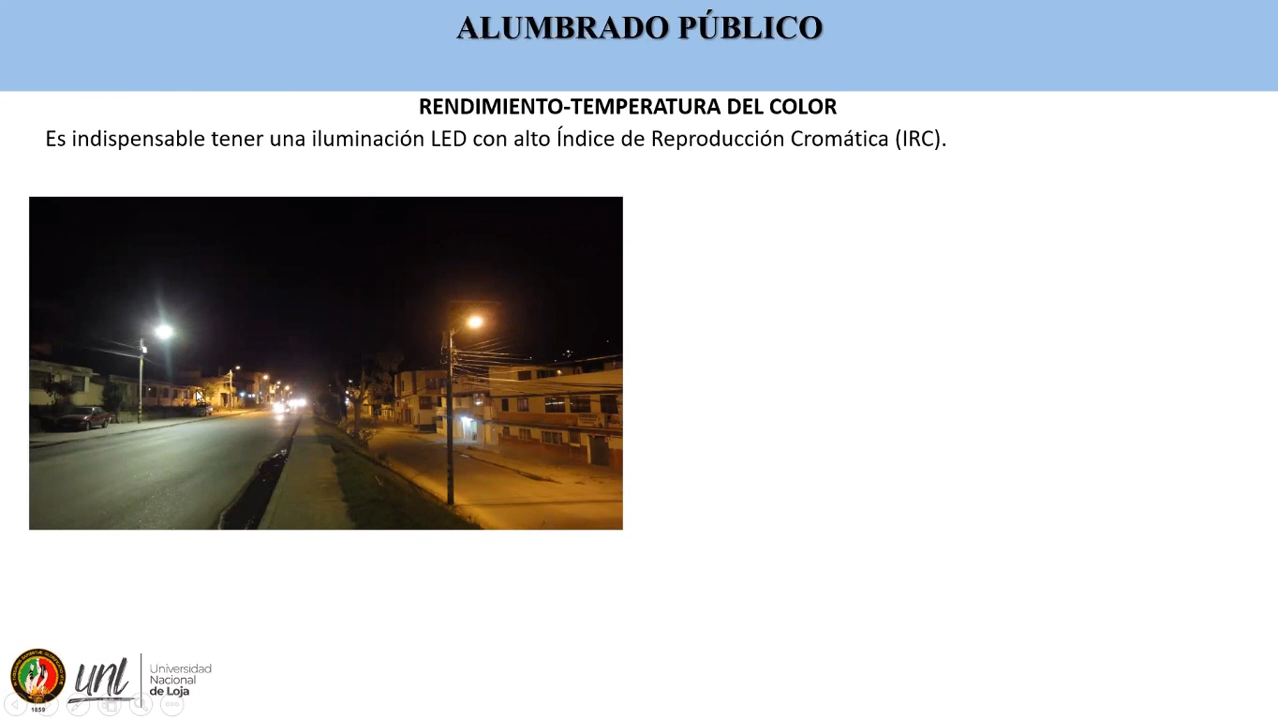 ALUMBRADO PÚBLICO
RENDIMIENTO-TEMPERATURA DEL COLOR
Es indispensable tener una iluminación LED con alto Índice de Reproducción Cromática (IRC).
unl
Universidad
Nacional
de Loja
1859